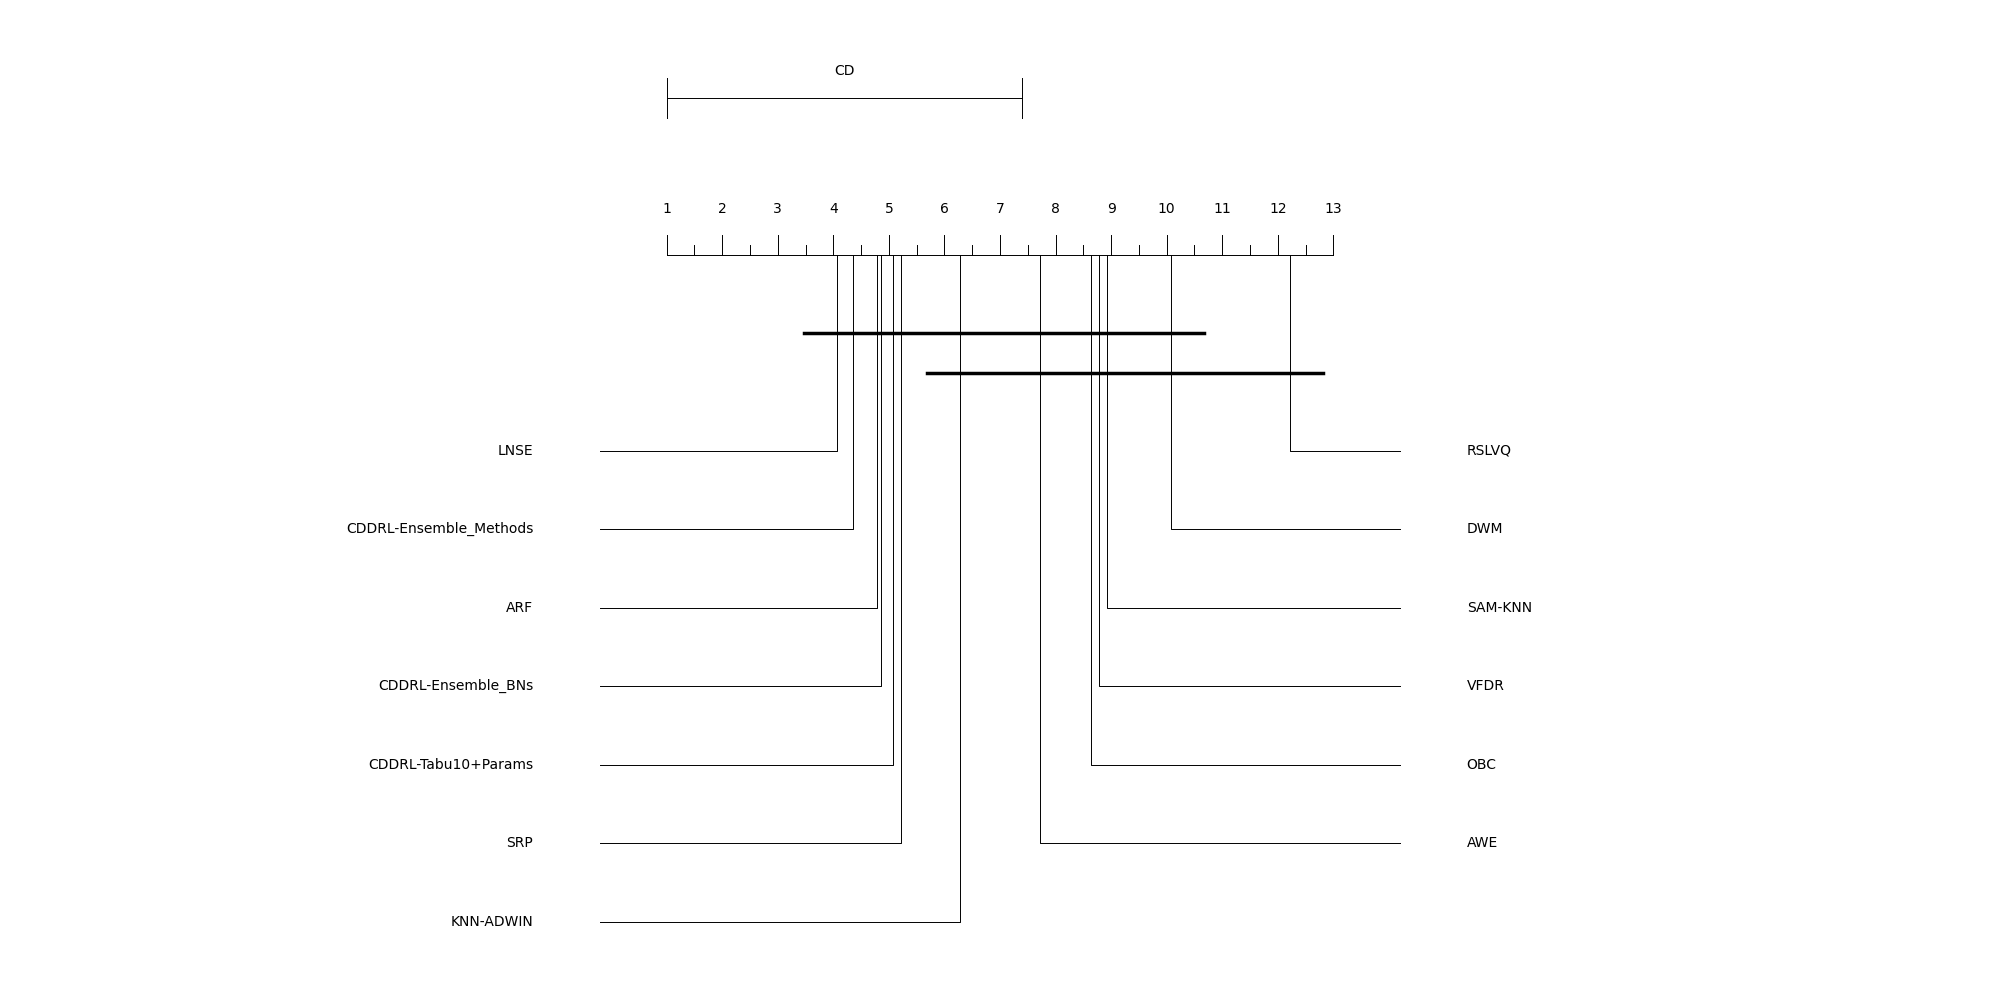 CD
1 2 3 4 5 6 7 8 9 10 11 12 13
LNSE RSLVQ
CDDRL-Ensemble_Methods DWM
ARF SAM-KNN
CDDRL-Ensemble_BNs VFDR
CDDRL-Tabu10+Params OBC
SRP AWE
KNN-ADWIN